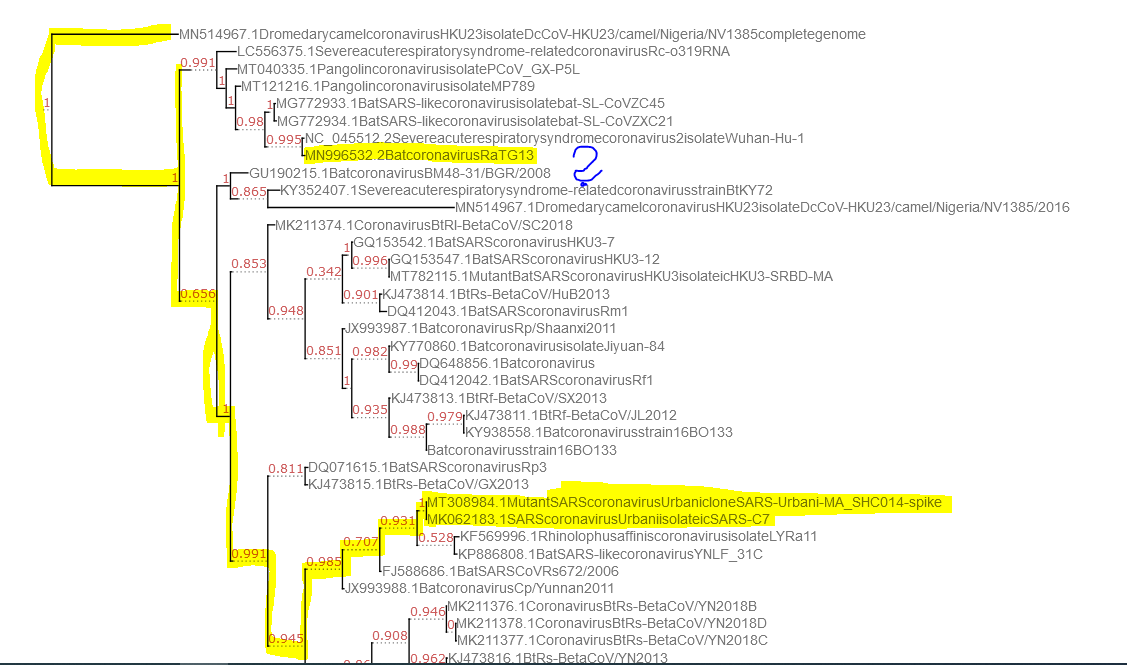 MN514967.1DromedarycamelcoronavirusHKU23isolateDcCoV-HKU23/camel/Nigeria/NV1385completegenome
0.991
LC556375.1Severeacuterespiratorysyndrome-relatedcoronavirusRc-o319RNA
MT040335.1PangolincoronavirusisolatePCoV_GX-P5L
1
MT121216.1PangolincoronavirusisolateMP789
1
1
1
MG772933.1BatSARS-likecoronavirusisolatebat-SL-CoVZC45
0.98
MG772934.1BatSARS-likecoronavirusisolatebat-SL-CoVZXC21
0.995
NC_045512.2Severeacuterespiratorysyndromecoronavirus2isolateWuhan-Hu-1
MN996532.2BatcoronavirusRaTG13
?
1
1
GU190215.1BatcoronavirusBM48-31/BGR/2008
0.865
KY352407.1Severeacuterespiratorysyndrome-relatedcoronavirusstrainBtKY72
MN514967.1DromedarycamelcoronavirusHKU23isolateDcCoV-HKU23/camel/Nigeria/NV1385/2016
MK211374.1CoronavirusBtRl-BetaCoV/SC2018
1
GQ153542.1BatSARScoronavirusHKU3-7
0.853
0.342
0.996
GQ153547.1BatSARScoronavirusHKU3-12
MT782115.1MutantBatSARScoronavirusHKU3isolateicHKU3-SRBD-MA
0.656
0.901
KJ473814.1BtRs-BetaCoV/HuB2013
0.948
DQ412043.1BatSARScoronavirusRm1
JX993987.1BatcoronavirusRp/Shaanxi2011
0.851
0.982
KY770860.1BatcoronavirusisolateJiyuan-84
0.99
DQ648856.1Batcoronavirus
1
DQ412042.1BatSARScoronavirusRf1
KJ473813.1BtRf-BetaCoV/SX2013
1
0.935
0.979
KJ473811.1BtRf-BetaCoV/JL2012
0.988
KY938558.1Batcoronavirusstrain16BO133
Batcoronavirusstrain16BO133
0.811
DQ071615.1BatSARScoronavirusRp3
KJ473815.1BtRs-BetaCoV/GX2013
1
MT308984.1MutantSARScoronavirusUrbanicloneSARS-Urbani-MA_SHC014-spike
0.931
MK062183.1SARScoronavirusUrbaniisolateicSARS-C7
0.707
0.528
KF569996.1RhinolophusaffiniscoronavirusisolateLYRa11
0.991
0.985
KP886808.1BatSARS-likecoronavirusYNLF_31C
FJ588686.1BatSARSCoVRs672/2006
JX993988.1BatcoronavirusCp/Yunnan2011
0.946
MK211376.1CoronavirusBtRs-BetaCoV/YN2018B
0
MK211378.1CoronavirusBtRs-BetaCoV/YN2018D
0.945
0.908
MK211377.1CoronavirusBtRs-BetaCoV/YN2018C
0.962
KJ473816.1BtRs-BetaCoV/YN2013